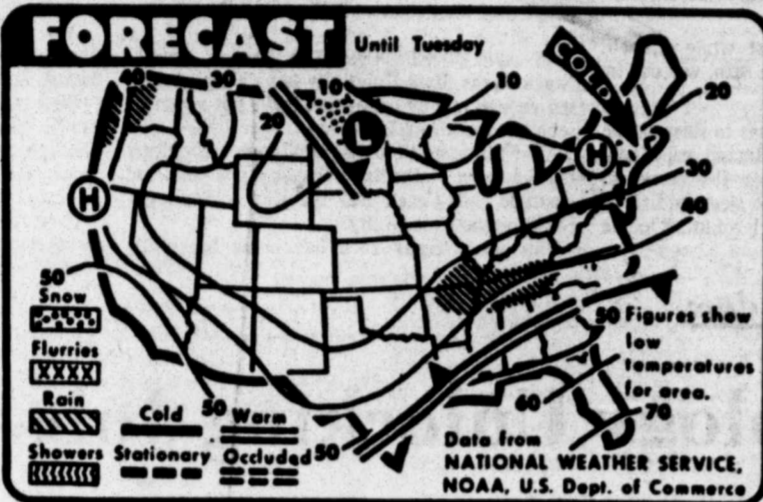 FORECAST Until Tuesday
COLD
40 30 10 10 20
20 L H
H 30
40
50 50 Figures show
Snow low
Flurries temperatures
Rain for area.
50 60 70
Cold Warm
Showers Stationary Occluded 50
Data from
NATIONAL WEATHER SERVICE,
NOAA, U.S. Dept. of Commerce